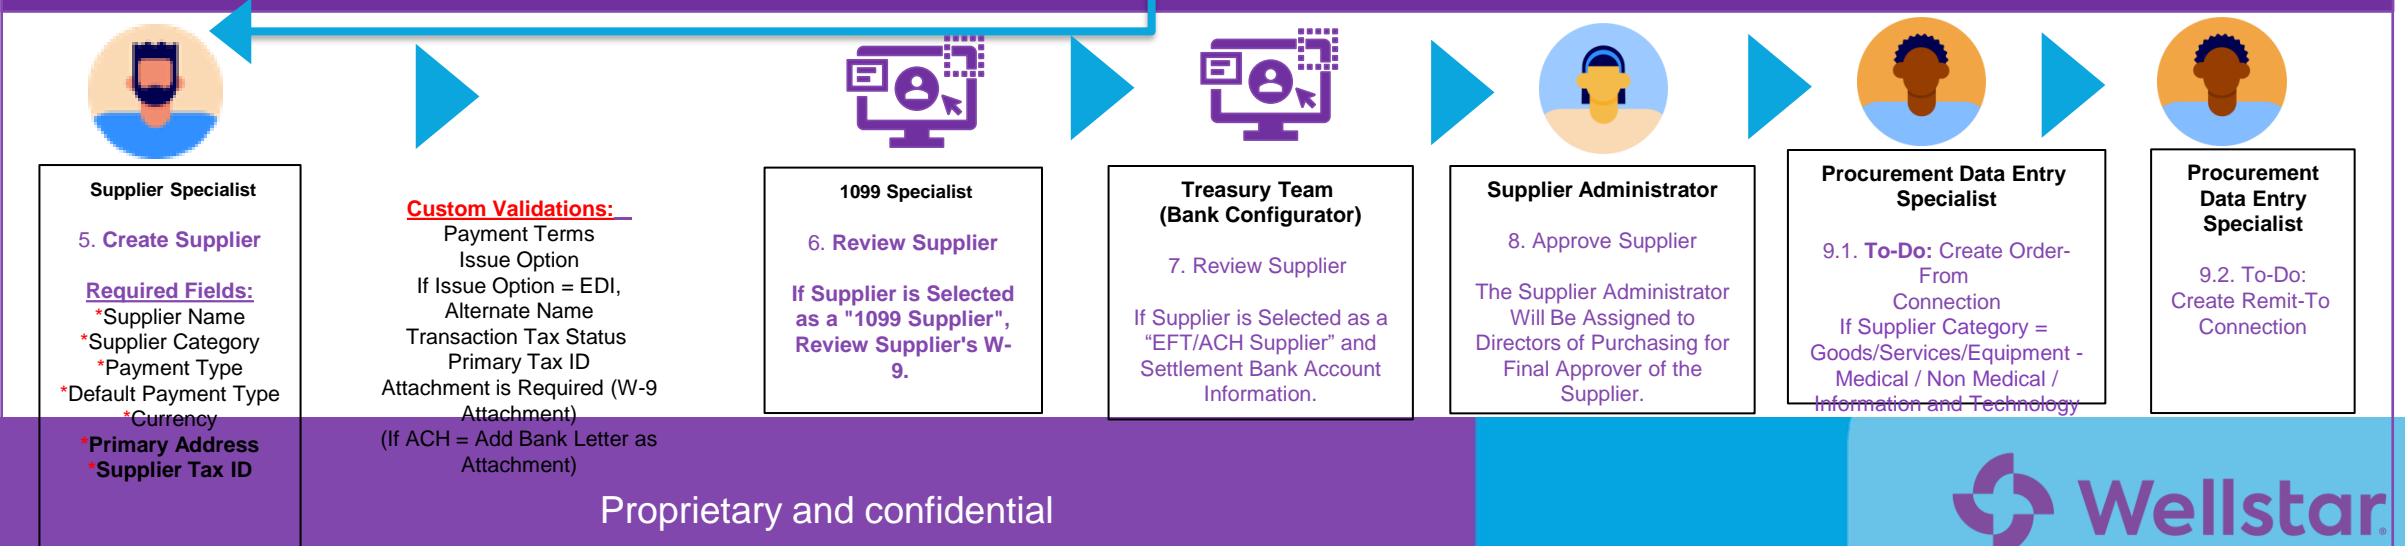 Supplier Specialist
5. Create Supplier
Required Fields:
*Supplier Name
*Supplier Category
*Payment Type
*Default Payment Type
*Currency
*Primary Address
*Supplier Tax ID
Custom Validations:
Payment Terms
Issue Option
If Issue Option = EDI,
Alternate Name
Transaction Tax Status
Primary Tax ID
Attachment is Required (W-9
Attachment)
(If ACH = Add Bank Letter as
Attachment)
1099 Specialist
6. Review Supplier
If Supplier is Selected
as a "1099 Supplier",
Review Supplier's W-
9.
Treasury Team
(Bank Configurator)
7. Review Supplier
If Supplier is Selected as a
“EFT/ACH Supplier” and
Settlement Bank Account
Information.
Supplier Administrator
8. Approve Supplier
The Supplier Administrator
Will Be Assigned to
Directors of Purchasing for
Final Approver of the
Supplier.
Procurement Data Entry
Specialist
9.1. To-Do: Create Order-
From
Connection
If Supplier Category =
Goods/Services/Equipment -
Medical / Non Medical /
Information and Technology
Procurement
Data Entry
Specialist
9.2. To-Do:
Create Remit-To
Connection
Proprietary and confidential
Wellstar